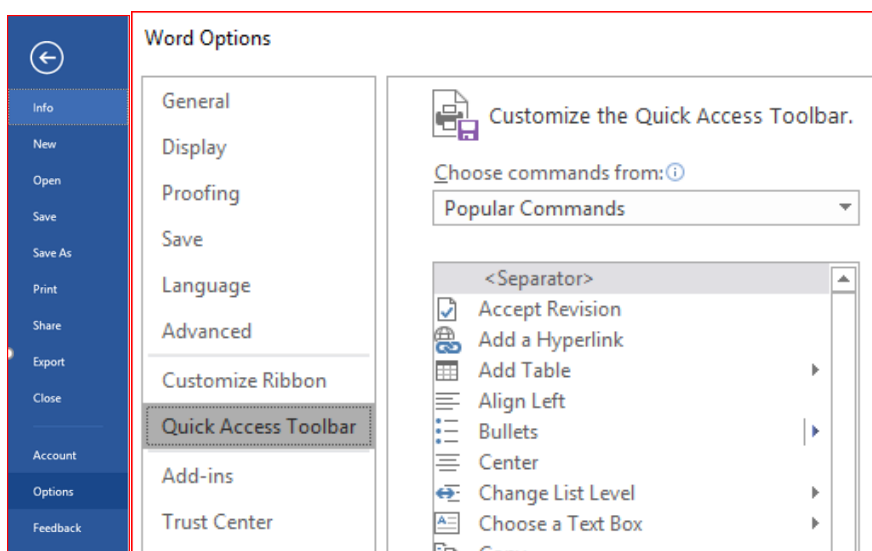 Info
New
Open
Save
Save As
Print
Share
Export
Close
Account
Options
Feedback
Word Options
General
Display
Proofing
Save
Language
Advanced
Customize Ribbon
Quick Access Toolbar
Add-ins
Trust Center
Customize the Quick Access Toolbar.
Choose commands from:
Popular Commands
<Separator>
Accept Revision
Add a Hyperlink
Add Table
Align Left
Bullets
Center
Change List Level
Choose a Text Box